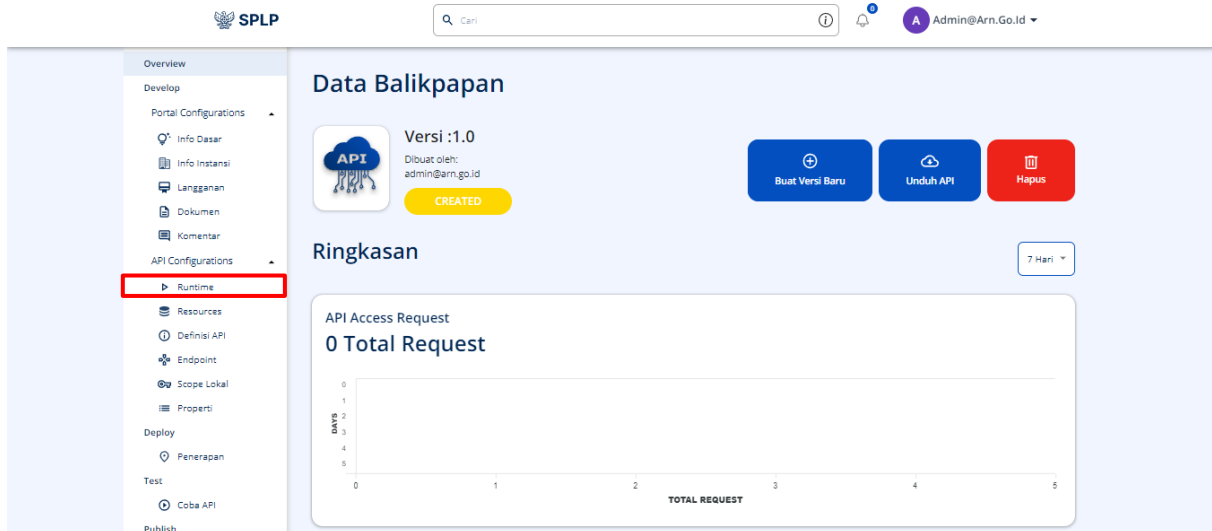 SPLP
Cari
0
A Admin@Arn.Go.Id
Overview
Develop
Portal Configurations
Info Dasar
Info Instansi
Langganan
Dokumen
Komentar
API Configurations
Runtime
Resources
Definisi API
Endpoint
Scope Lokal
Properti
Deploy
Penerapan
Test
Coba API
Publish
Data Balikpapan
API
Versi :1.0
Dibuat oleh:
admin@arn.go.id
CREATED
Buat Versi Baru
Unduh API
Hapus
Ringkasan
7 Hari
API Access Request
0 Total Request
DAYS
0
1
2
3
4
5
0 1 2 3 4 5
TOTAL REQUEST